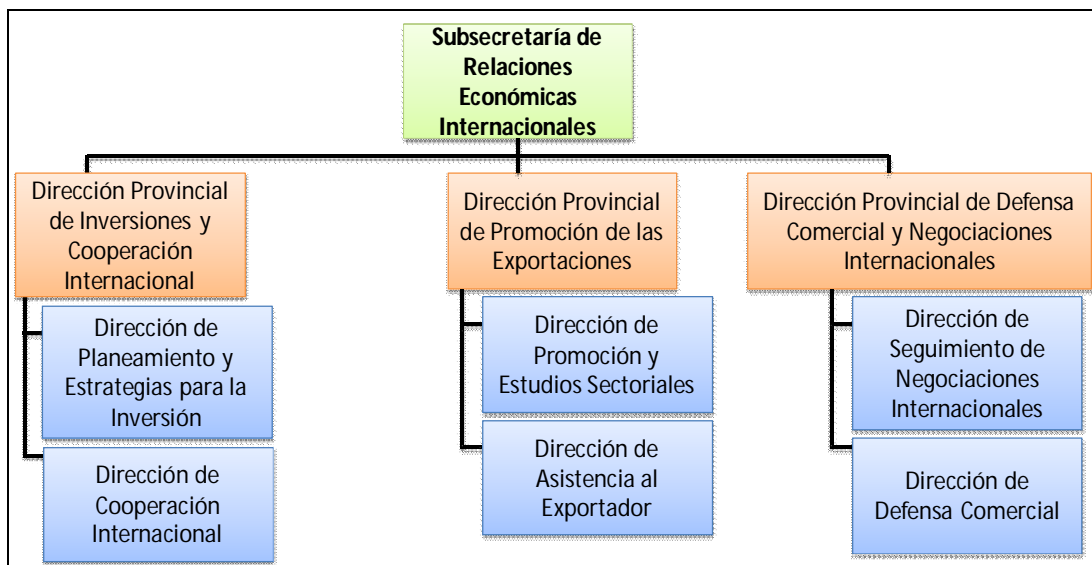 Subsecretaría de
Relaciones
Económicas
Internacionales
Dirección Provincial
de Inversiones y
Cooperación
Internacional
Dirección Provincial
de Promoción de las
Exportaciones
Dirección Provincial de Defensa
Comercial y Negociaciones
Internacionales
Dirección de
Planeamiento y
Estrategias para la
Inversión
Dirección de
Cooperación
Internacional
Dirección de
Promoción y
Estudios Sectoriales
Dirección de
Asistencia al
Exportador
Dirección de
Seguimiento de
Negociaciones
Internacionales
Dirección de
Defensa Comercial